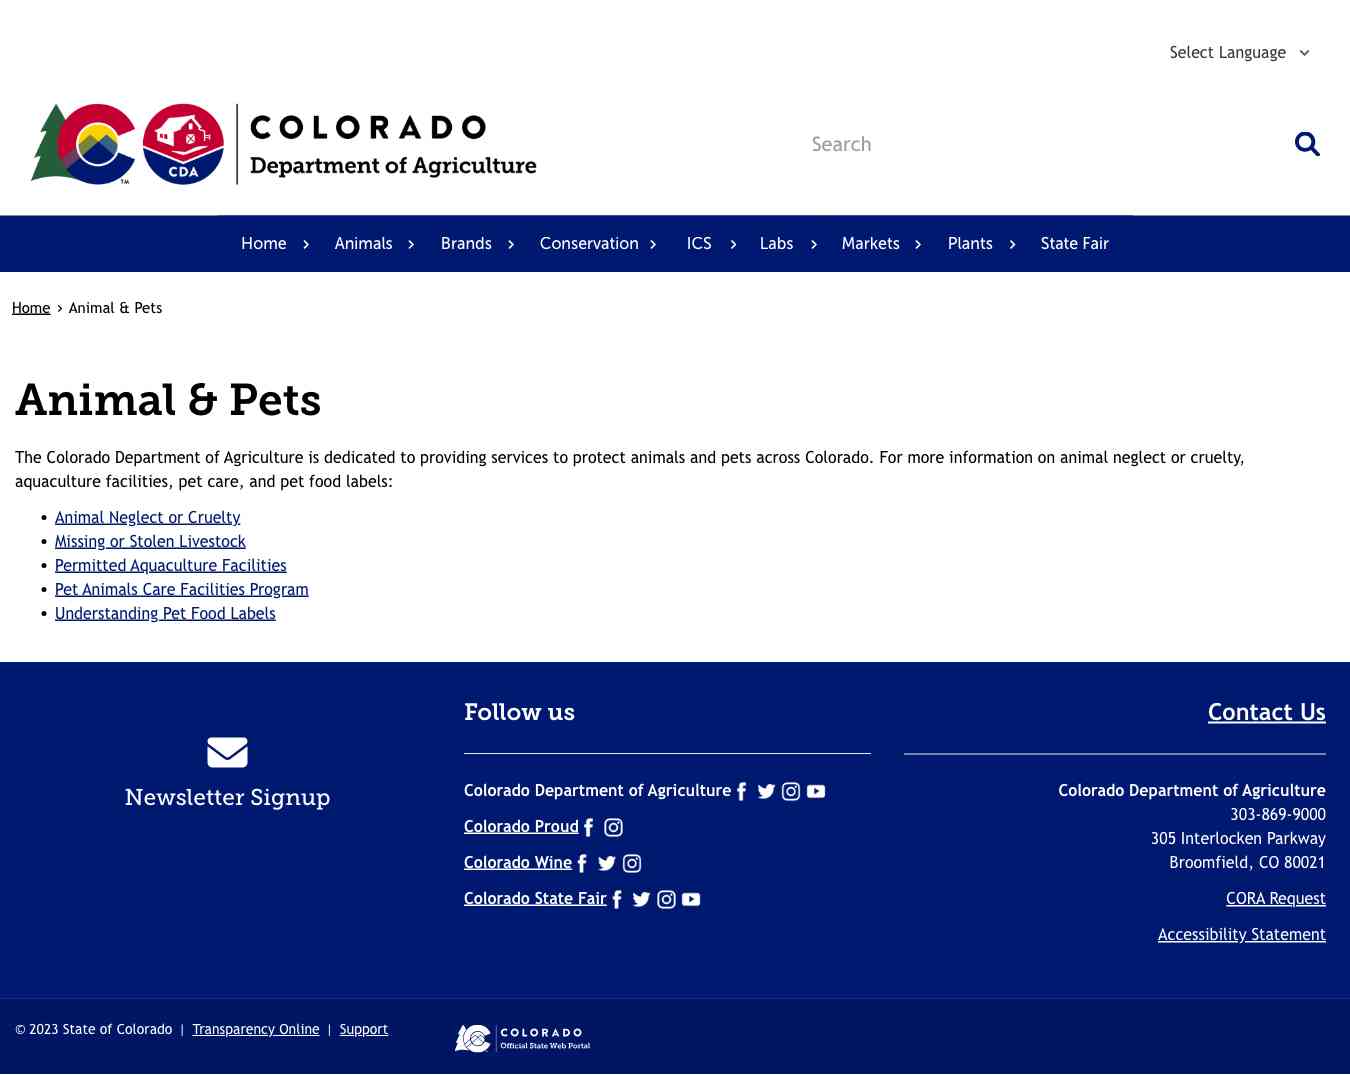 Select Language
COLORADO
Department of Agriculture
CDA
TM
Search
Home Animals Brands Conservation ICS Labs Markets Plants State Fair
Home › Animal & Pets
Animal & Pets
The Colorado Department of Agriculture is dedicated to providing services to protect animals and pets across Colorado. For more information on animal neglect or cruelty,
aquaculture facilities, pet care, and pet food labels:
• Animal Neglect or Cruelty
• Missing or Stolen Livestock
• Permitted Aquaculture Facilities
• Pet Animals Care Facilities Program
• Understanding Pet Food Labels
Newsletter Signup
Follow us
Colorado Department of Agriculture
Colorado Proud
Colorado Wine
Colorado State Fair
Contact Us
Colorado Department of Agriculture
303-869-9000
305 Interlocken Parkway
Broomfield, CO 80021
CORA Request
Accessibility Statement
© 2023 State of Colorado | Transparency Online | Support
COLORADO
Official State Web Portal